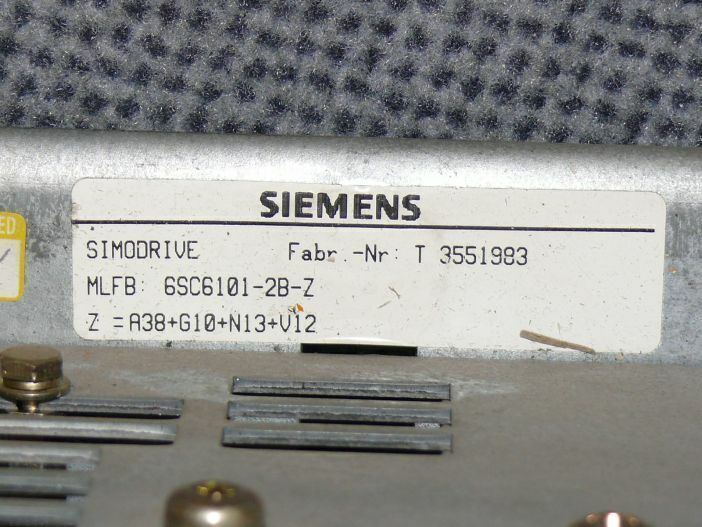 SIEMENS
SIMODRIVE Fabr.-Nr: T 3551983
MLFB: 6SC6101-2B-Z
Z =A38+G10+N13+V12